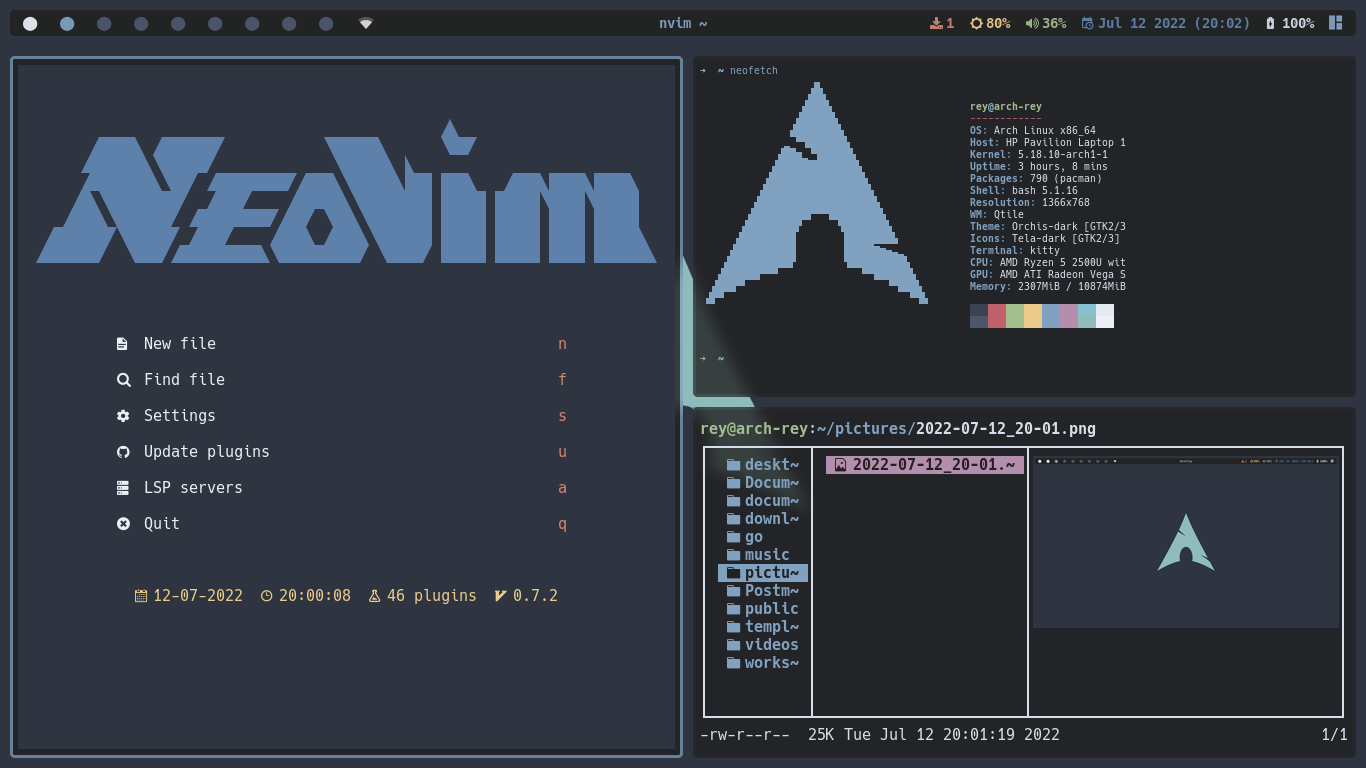 nvim ~
1 80% 36% Jul 12 2022 (20:02) 100%
NEOVIM
New file n
Find file f
Settings s
Update plugins u
LSP servers a
Quit q
12-07-2022 20:00:08 46 plugins 0.7.2
→ ~ neofetch
rey@arch-rey
------------
OS: Arch Linux x86_64
Host: HP Pavilion Laptop 1
Kernel: 5.18.10-arch1-1
Uptime: 3 hours, 8 mins
Packages: 790 (pacman)
Shell: bash 5.1.16
Resolution: 1366x768
WM: Qtile
Theme: Orchis-dark [GTK2/3
Icons: Tela-dark [GTK2/3]
Terminal: kitty
CPU: AMD Ryzen 5 2500U wit
GPU: AMD ATI Radeon Vega S
Memory: 2307MiB / 10874MiB
→ ~
rey@arch-rey:~/pictures/2022-07-12_20-01.png
deskt~
Docum~
docum~
downl~
go
music
pictu~
Postm~
public
templ~
videos
works~
2022-07-12_20-01.~
-rw-r--r-- 25K Tue Jul 12 20:01:19 2022 1/1